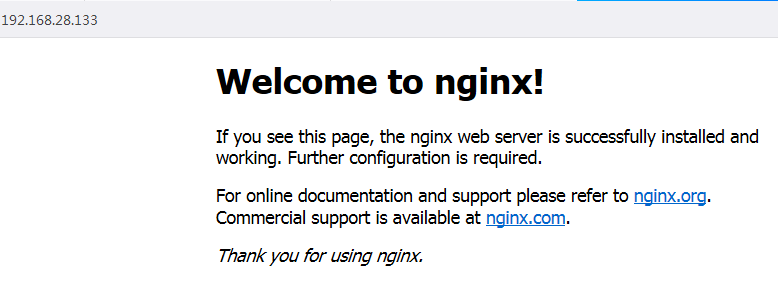 192.168.28.133
Welcome to nginx!
If you see this page, the nginx web server is successfully installed and
working. Further configuration is required.
For online documentation and support please refer to nginx.org.
Commercial support is available at nginx.com.
Thank you for using nginx.